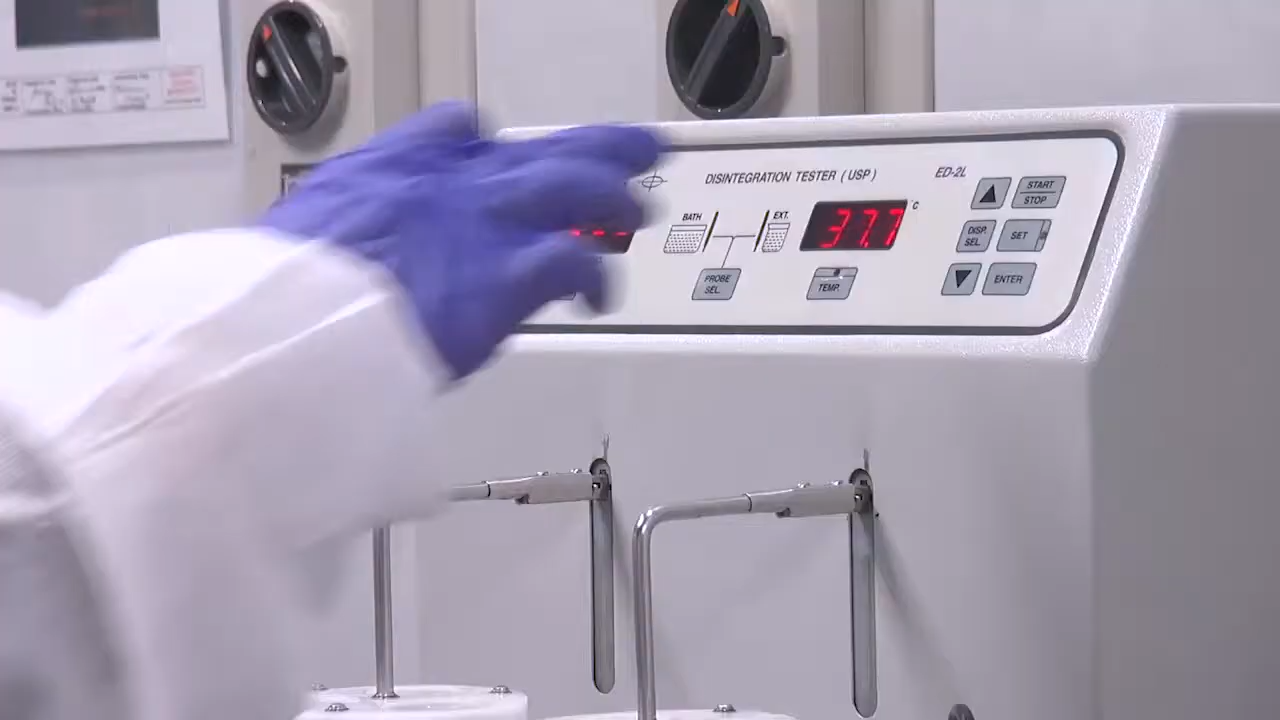 DISINTEGRATION TESTER (USP)
ED-2L
BATH
EXT.
37.7
°C
PROBE
SEL.
TEMP.
START
STOP
DISP.
SEL.
SET
ENTER